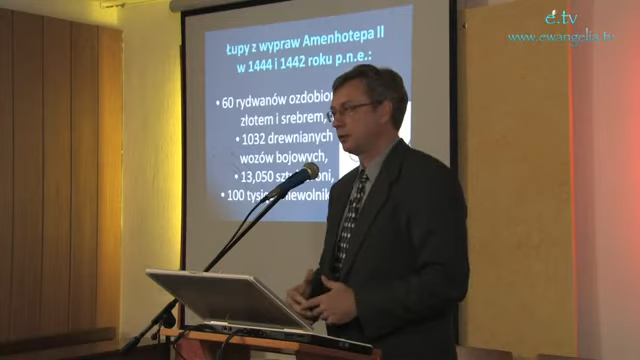 e.tv
www.ewangelia.tv
Łupy z wypraw Amenhotepa II
w 1444 i 1442 roku p.n.e.:
• 60 rydwanów
złotem i srebrem,
• 1032 drewnianych
wozów bojowych,
• 13,050
• 100